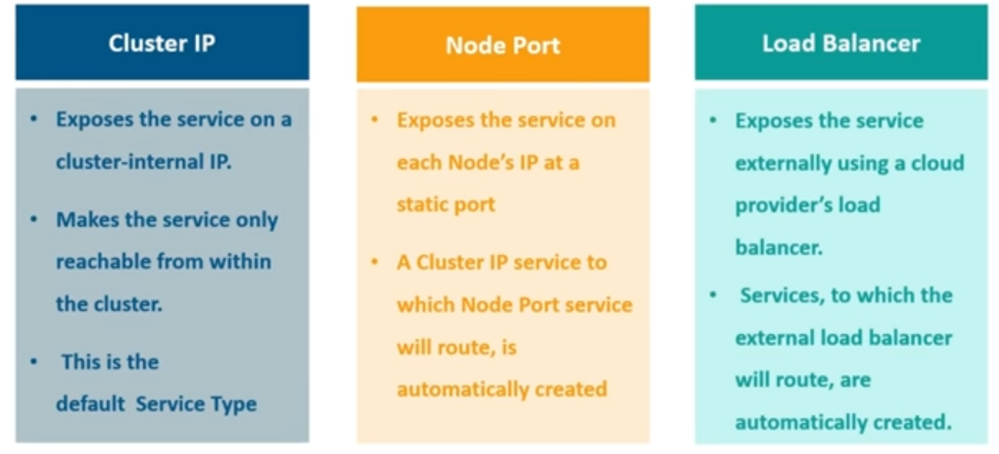 Cluster IP
• Exposes the service on a
cluster-internal IP.
• Makes the service only
reachable from within
the cluster.
• This is the
default Service Type
Node Port
• Exposes the service on
each Node's IP at a
static port
• A Cluster IP service to
which Node Port service
will route, is
automatically created
Load Balancer
• Exposes the service
externally using a cloud
provider's load
balancer.
• Services, to which the
external load balancer
will route, are
automatically created.